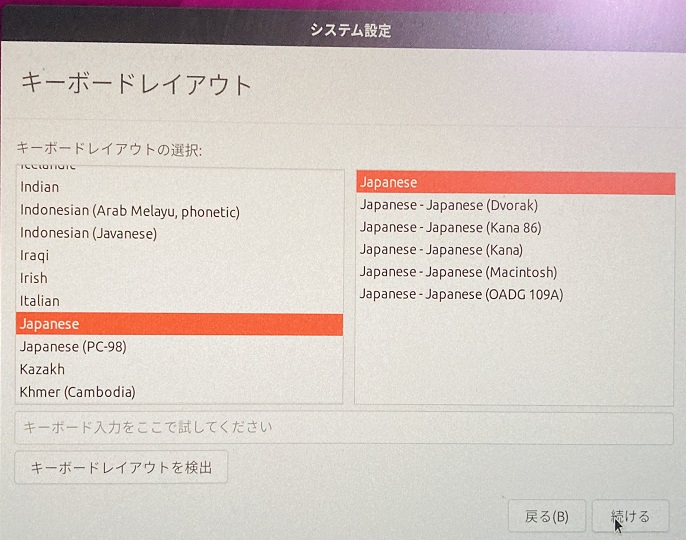 システム設定
キーボードレイアウト
キーボードレイアウトの選択:
Icelandic
Indian
Indonesian (Arab Melayu, phonetic)
Indonesian (Javanese)
Iraqi
Irish
Italian
Japanese
Japanese (PC-98)
Kazakh
Khmer (Cambodia)
Japanese
Japanese - Japanese (Dvorak)
Japanese - Japanese (Kana 86)
Japanese - Japanese (Kana)
Japanese - Japanese (Macintosh)
Japanese - Japanese (OADG 109A)
キーボード入力をここで試してください
キーボードレイアウトを検出
戻る(B)
続ける